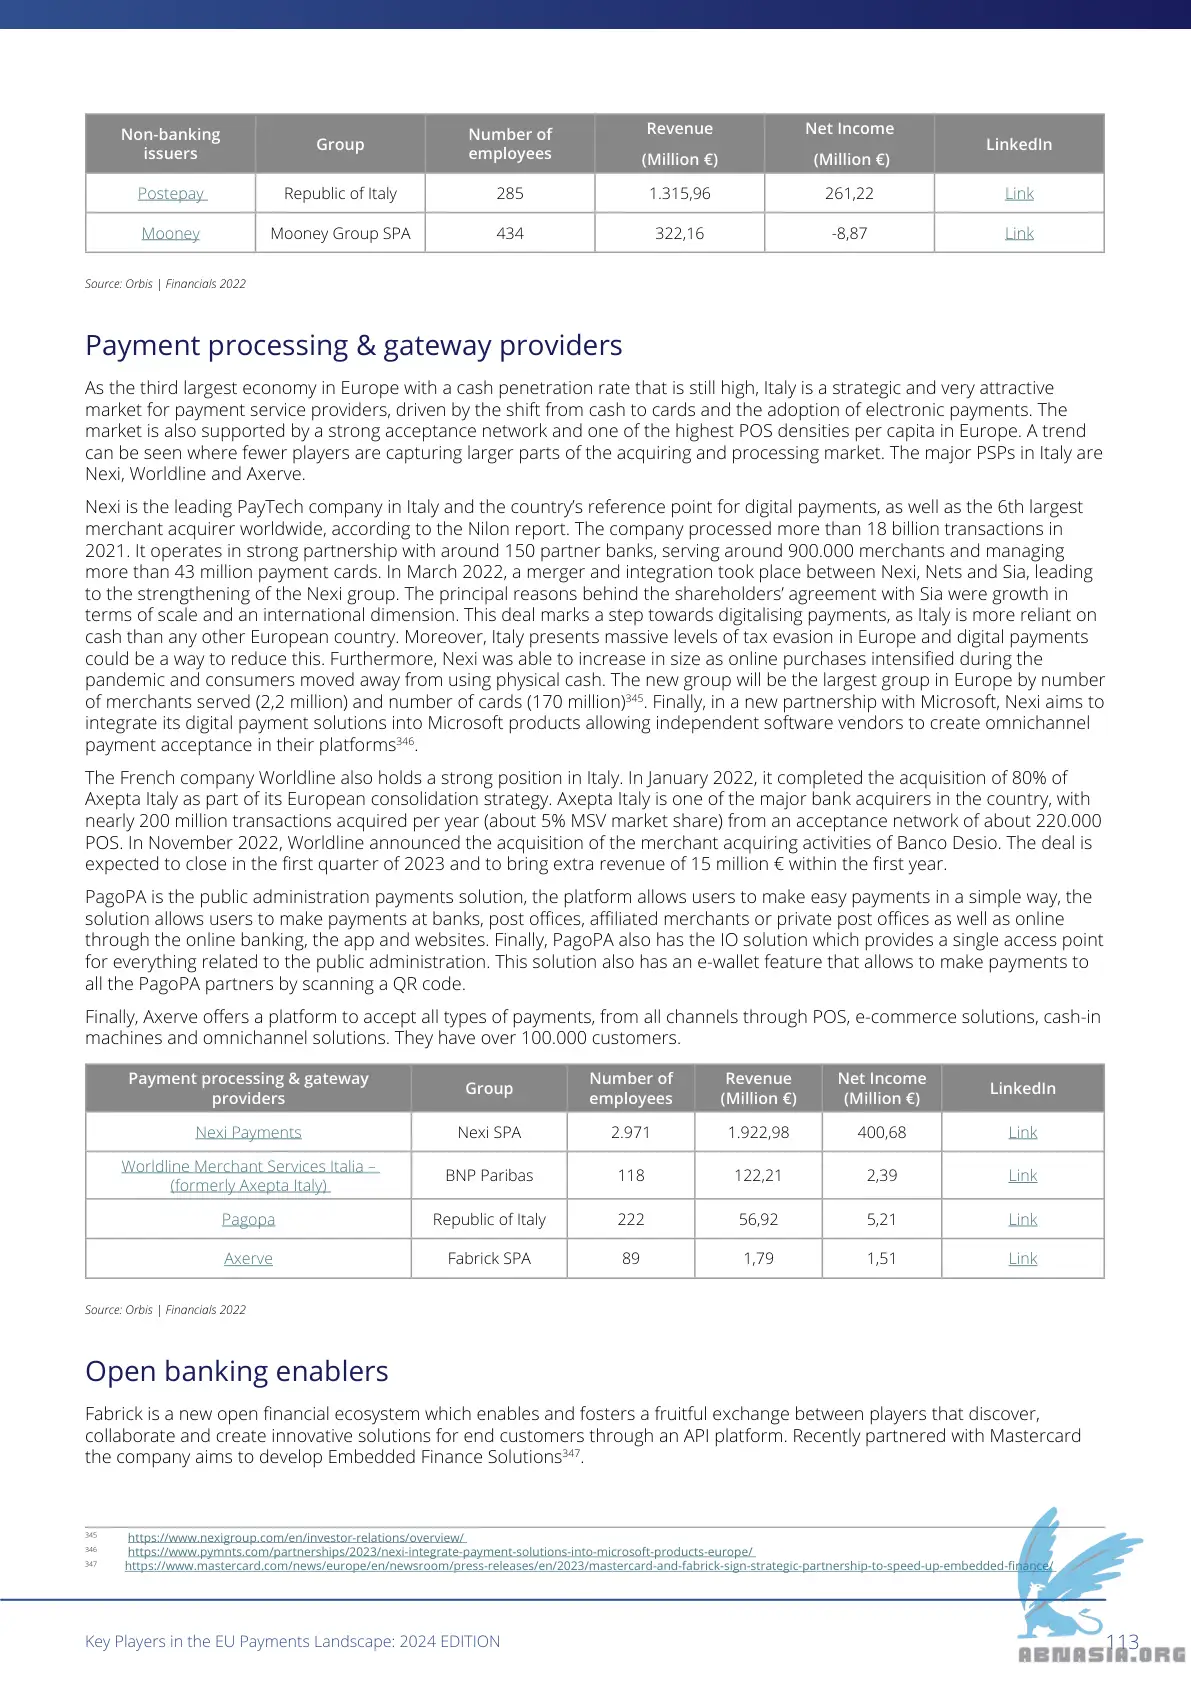 Non-banking issuers | Group | Number of employees | Revenue (Million €) | Net Income (Million €) | LinkedIn
Postepay | Republic of Italy | 285 | 1.315,96 | 261,22 | Link
Mooney | Mooney Group SPA | 434 | 322,16 | -8,87 | Link
Source: Orbis | Financials 2022
Payment processing & gateway providers
As the third largest economy in Europe with a cash penetration rate that is still high, Italy is a strategic and very attractive
market for payment service providers, driven by the shift from cash to cards and the adoption of electronic payments. The
market is also supported by a strong acceptance network and one of the highest POS densities per capita in Europe. A trend
can be seen where fewer players are capturing larger parts of the acquiring and processing market. The major PSPs in Italy are
Nexi, Worldline and Axerve.
Nexi is the leading PayTech company in Italy and the country’s reference point for digital payments, as well as the 6th largest
merchant acquirer worldwide, according to the Nilon report. The company processed more than 18 billion transactions in
2021. It operates in strong partnership with around 150 partner banks, serving around 900.000 merchants and managing
more than 43 million payment cards. In March 2022, a merger and integration took place between Nexi, Nets and Sia, leading
to the strengthening of the Nexi group. The principal reasons behind the shareholders’ agreement with Sia were growth in
terms of scale and an international dimension. This deal marks a step towards digitalising payments, as Italy is more reliant on
cash than any other European country. Moreover, Italy presents massive levels of tax evasion in Europe and digital payments
could be a way to reduce this. Furthermore, Nexi was able to increase in size as online purchases intensified during the
pandemic and consumers moved away from using physical cash. The new group will be the largest group in Europe by number
of merchants served (2,2 million) and number of cards (170 million)345. Finally, in a new partnership with Microsoft, Nexi aims to
integrate its digital payment solutions into Microsoft products allowing independent software vendors to create omnichannel
payment acceptance in their platforms346.
The French company Worldline also holds a strong position in Italy. In January 2022, it completed the acquisition of 80% of
Axepta Italy as part of its European consolidation strategy. Axepta Italy is one of the major bank acquirers in the country, with
nearly 200 million transactions acquired per year (about 5% MSV market share) from an acceptance network of about 220.000
POS. In November 2022, Worldline announced the acquisition of the merchant acquiring activities of Banco Desio. The deal is
expected to close in the first quarter of 2023 and to bring extra revenue of 15 million € within the first year.
PagoPA is the public administration payments solution, the platform allows users to make easy payments in a simple way, the
solution allows users to make payments at banks, post offices, affiliated merchants or private post offices as well as online
through the online banking, the app and websites. Finally, PagoPA also has the IO solution which provides a single access point
for everything related to the public administration. This solution also has an e-wallet feature that allows to make payments to
all the PagoPA partners by scanning a QR code.
Finally, Axerve offers a platform to accept all types of payments, from all channels through POS, e-commerce solutions, cash-in
machines and omnichannel solutions. They have over 100.000 customers.
Payment processing & gateway providers | Group | Number of employees | Revenue (Million €) | Net Income (Million €) | LinkedIn
Nexi Payments | Nexi SPA | 2.971 | 1.922,98 | 400,68 | Link
Worldline Merchant Services Italia – (formerly Axepta Italy) | BNP Paribas | 118 | 122,21 | 2,39 | Link
Pagopa | Republic of Italy | 222 | 56,92 | 5,21 | Link
Axerve | Fabrick SPA | 89 | 1,79 | 1,51 | Link
Source: Orbis | Financials 2022
Open banking enablers
Fabrick is a new open financial ecosystem which enables and fosters a fruitful exchange between players that discover,
collaborate and create innovative solutions for end customers through an API platform. Recently partnered with Mastercard
the company aims to develop Embedded Finance Solutions347.
345 https://www.nexigroup.com/en/investor-relations/overview/
346 https://www.pymnts.com/partnerships/2023/nexi-integrate-payment-solutions-into-microsoft-products-europe/
347 https://www.mastercard.com/news/europe/en/newsroom/press-releases/en/2023/mastercard-and-fabrick-sign-strategic-partnership-to-speed-up-embedded-finance/
Key Players in the EU Payments Landscape: 2024 EDITION
113
ABNASIA.ORG